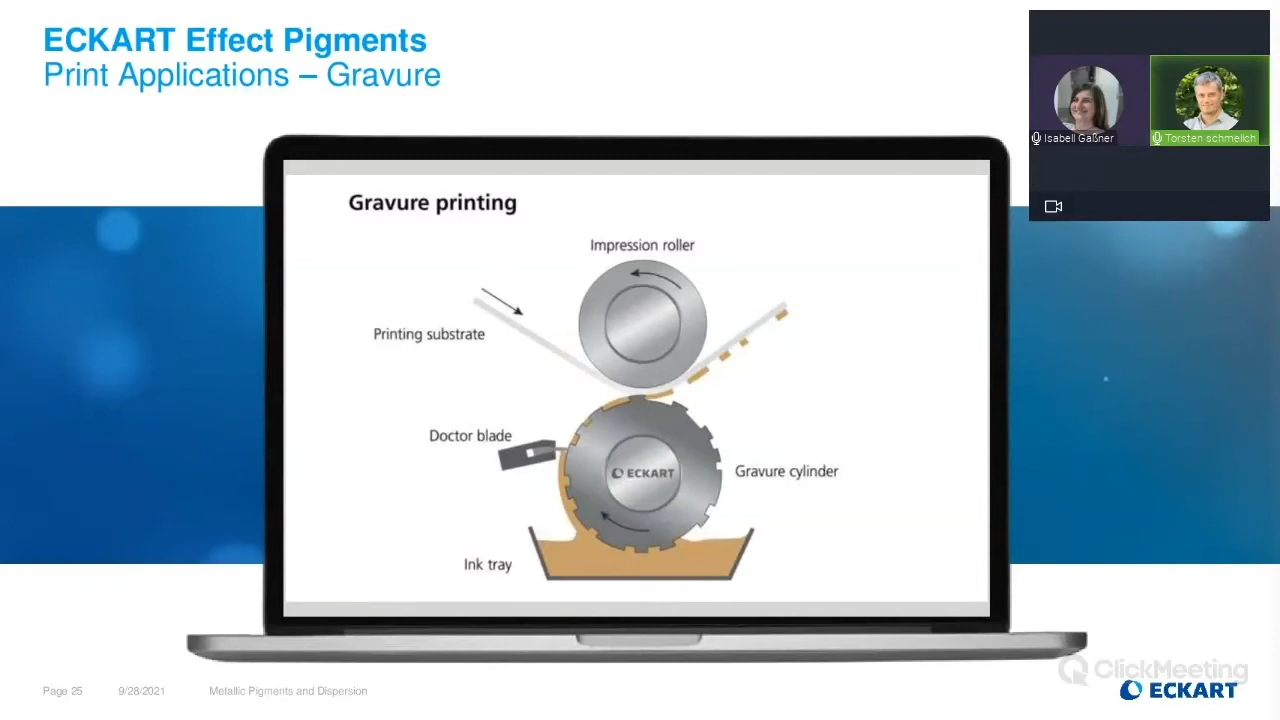 ECKART Effect Pigments
Print Applications – Gravure
Isabell Gaßner
Torsten schmelich
Gravure printing
Impression roller
Printing substrate
Doctor blade
ECKART
Gravure cylinder
Ink tray
ClickMeeting
Page 25
9/28/2021
Metallic Pigments and Dispersion
ECKART